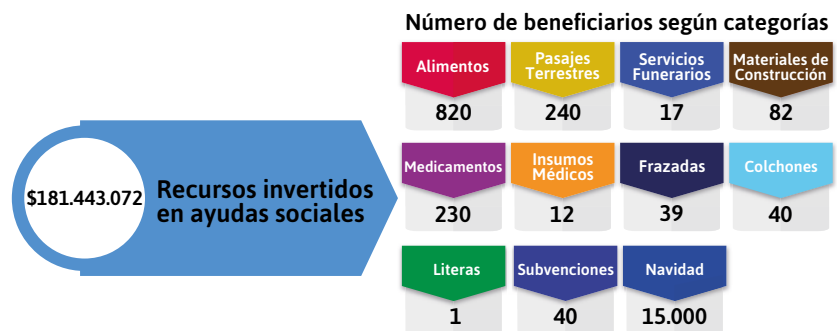 Número de beneficiarios según categorías
$181.443.072
Recursos invertidos
en ayudas sociales
Alimentos
820
Pasajes
Terrestres
240
Servicios
Funerarios
17
Materiales de
Construcción
82
Medicamentos
230
Insumos
Médicos
12
Frazadas
39
Colchones
40
Literas
1
Subvenciones
40
Navidad
15.000